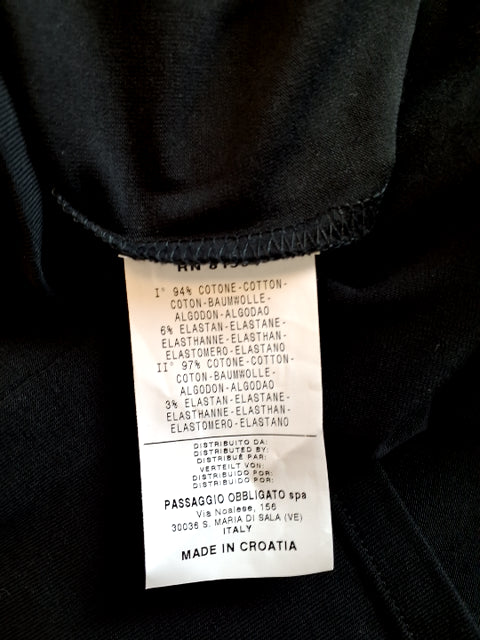 I° 94% COTONE-COTTON-
COTON-BAUMWOLLE-
ALGODON-ALGODAO
6% ELASTAN-ELASTANE-
ELASTHANNE-ELASTHAN-
ELASTOMERO-ELASTANO
II° 97% COTONE-COTTON-
COTON-BAUMWOLLE-
ALGODON-ALGODAO
3% ELASTAN-ELASTANE-
ELASTHANNE-ELASTHAN-
ELASTOMERO-ELASTANO
DISTRIBUITO DA:
DISTRIBUTED BY:
DISTRIBUÉ PAR:
VERTEILT VON:
DISTRIBUIDO POR:
DISTRIBUIDO POR:
PASSAGGIO OBBLIGATO spa
Via Noalese, 156
30036 S. MARIA DI SALA (VE)
ITALY
MADE IN CROATIA